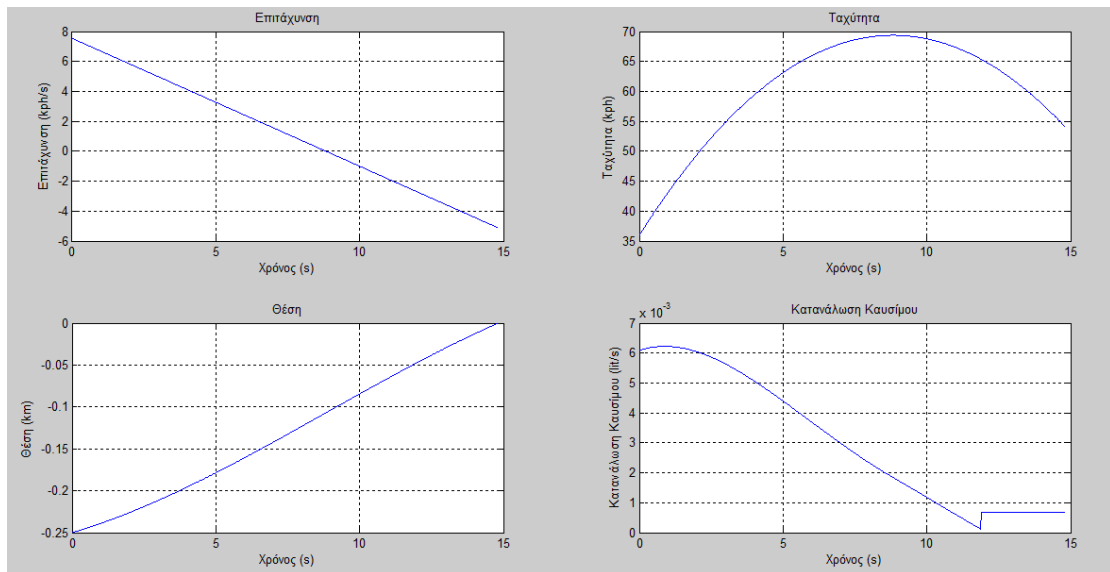 Επιτάχυνση
8
6
4
2
0
-2
-4
-6
Επιτάχυνση (kph/s)
0 5 10 15
Χρόνος (s)
Ταχύτητα
70
65
60
55
50
45
40
35
Ταχύτητα (kph)
0 5 10 15
Χρόνος (s)
Θέση
0
-0.05
-0.1
-0.15
-0.2
-0.25
Θέση (km)
0 5 10 15
Χρόνος (s)
Κατανάλωση Καυσίμου
x 10^-3
7
6
5
4
3
2
1
0
Κατανάλωση Καυσίμου (lit/s)
0 5 10 15
Χρόνος (s)